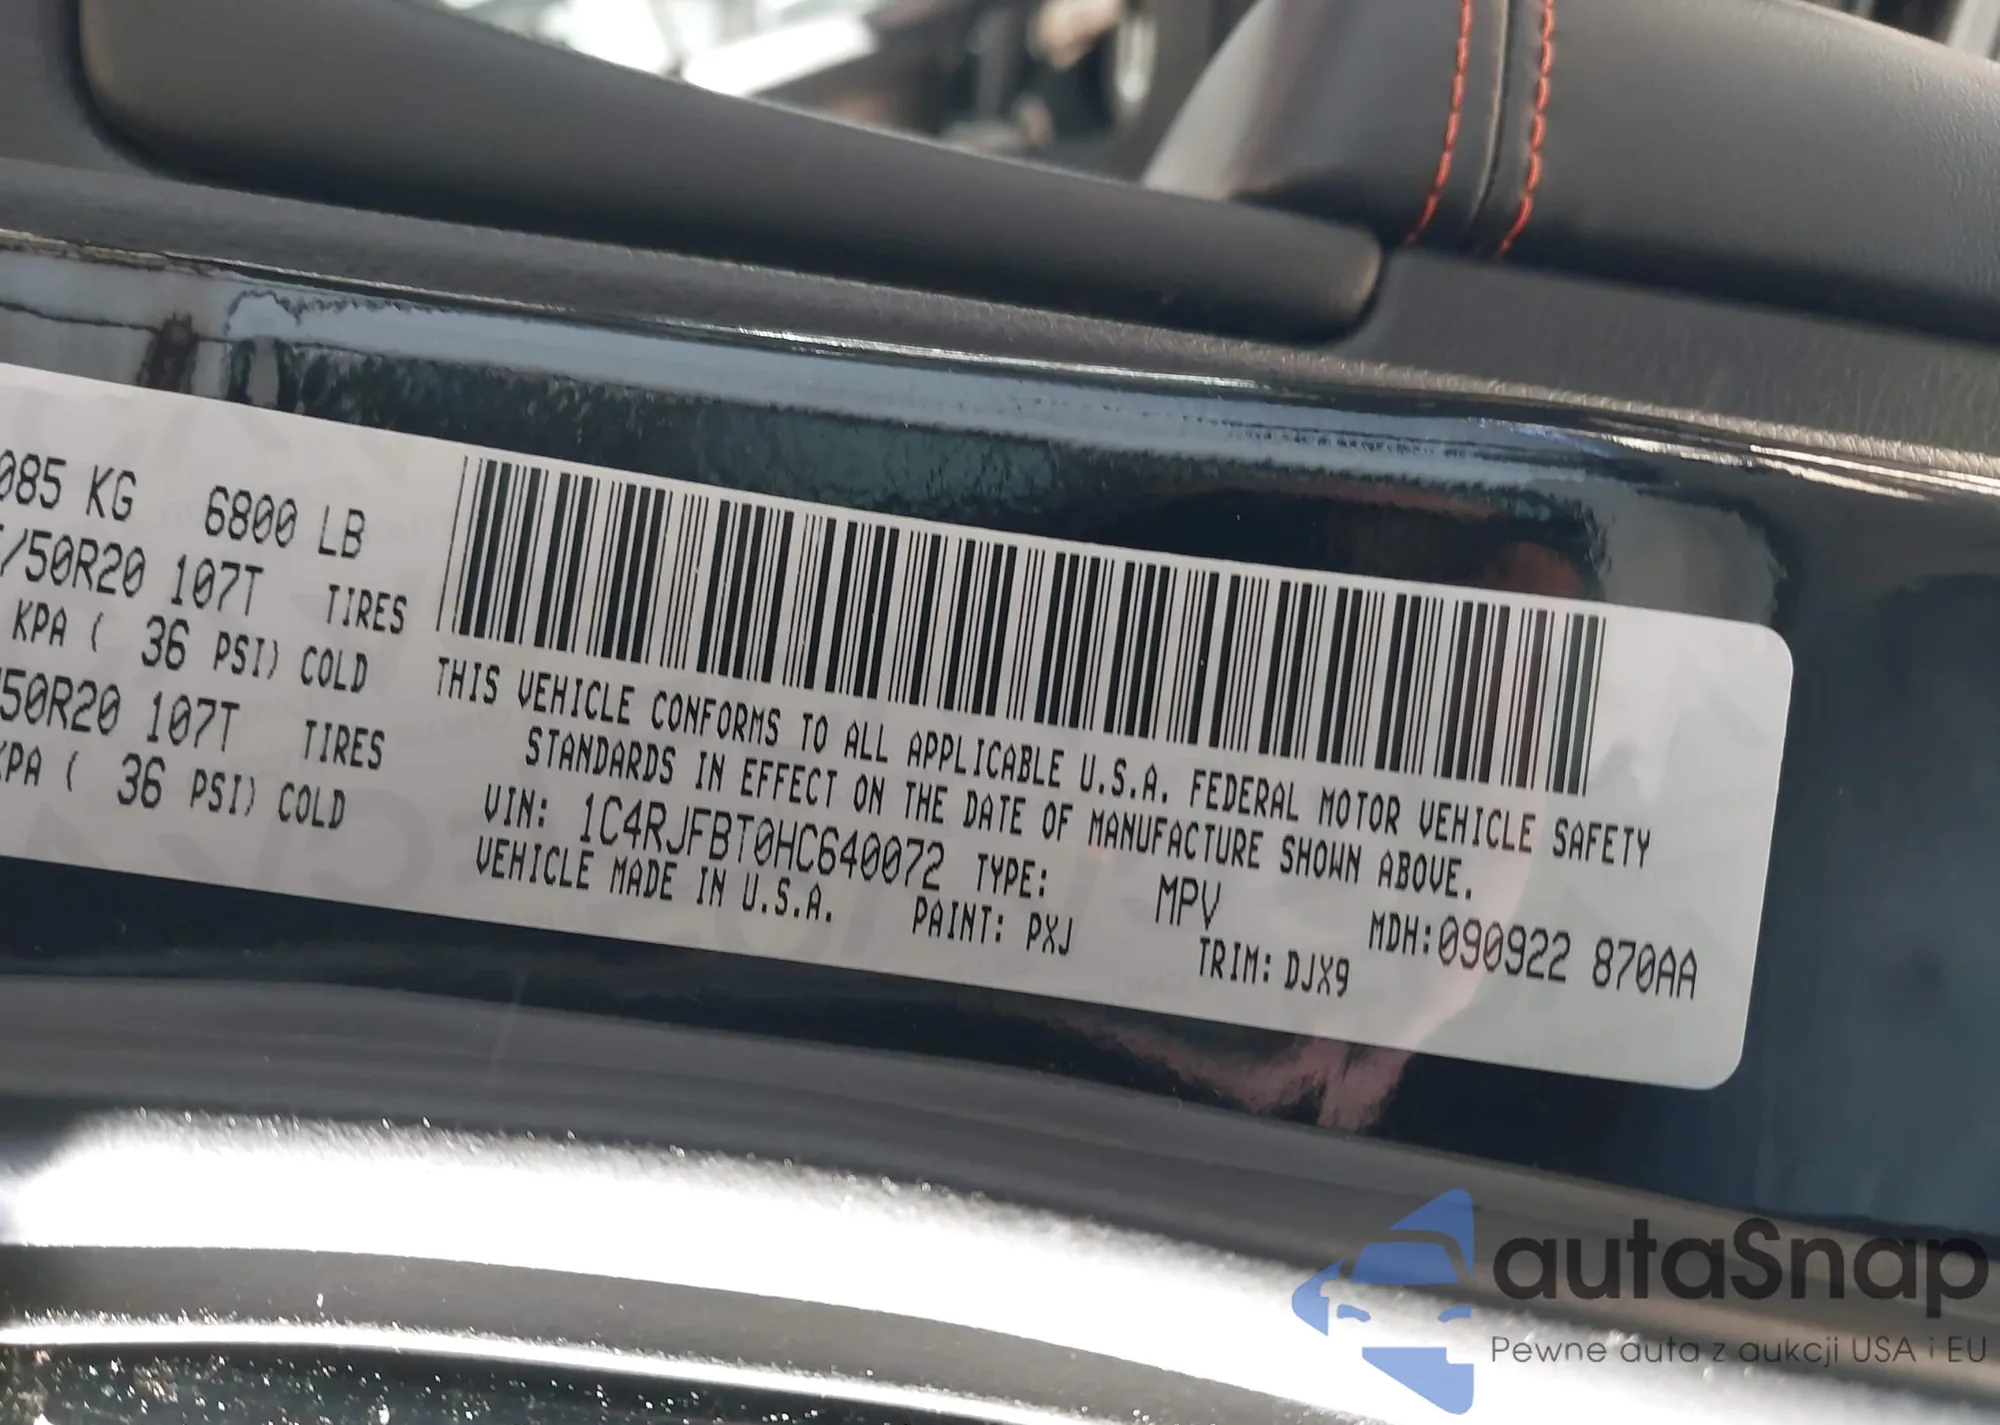 085 KG 6800 LB
/50R20 107T TIRES
KPA ( 36 PSI) COLD
50R20 107T TIRES
KPA ( 36 PSI) COLD
THIS VEHICLE CONFORMS TO ALL APPLICABLE U.S.A. FEDERAL MOTOR VEHICLE SAFETY
STANDARDS IN EFFECT ON THE DATE OF MANUFACTURE SHOWN ABOVE.
VIN: 1C4RJFBT0HC640072 TYPE: MPV MDH:090922 870AA
VEHICLE MADE IN U.S.A. PAINT: PXJ TRIM: DJX9
autaSnap
Pewne auta z aukcji USA i EU